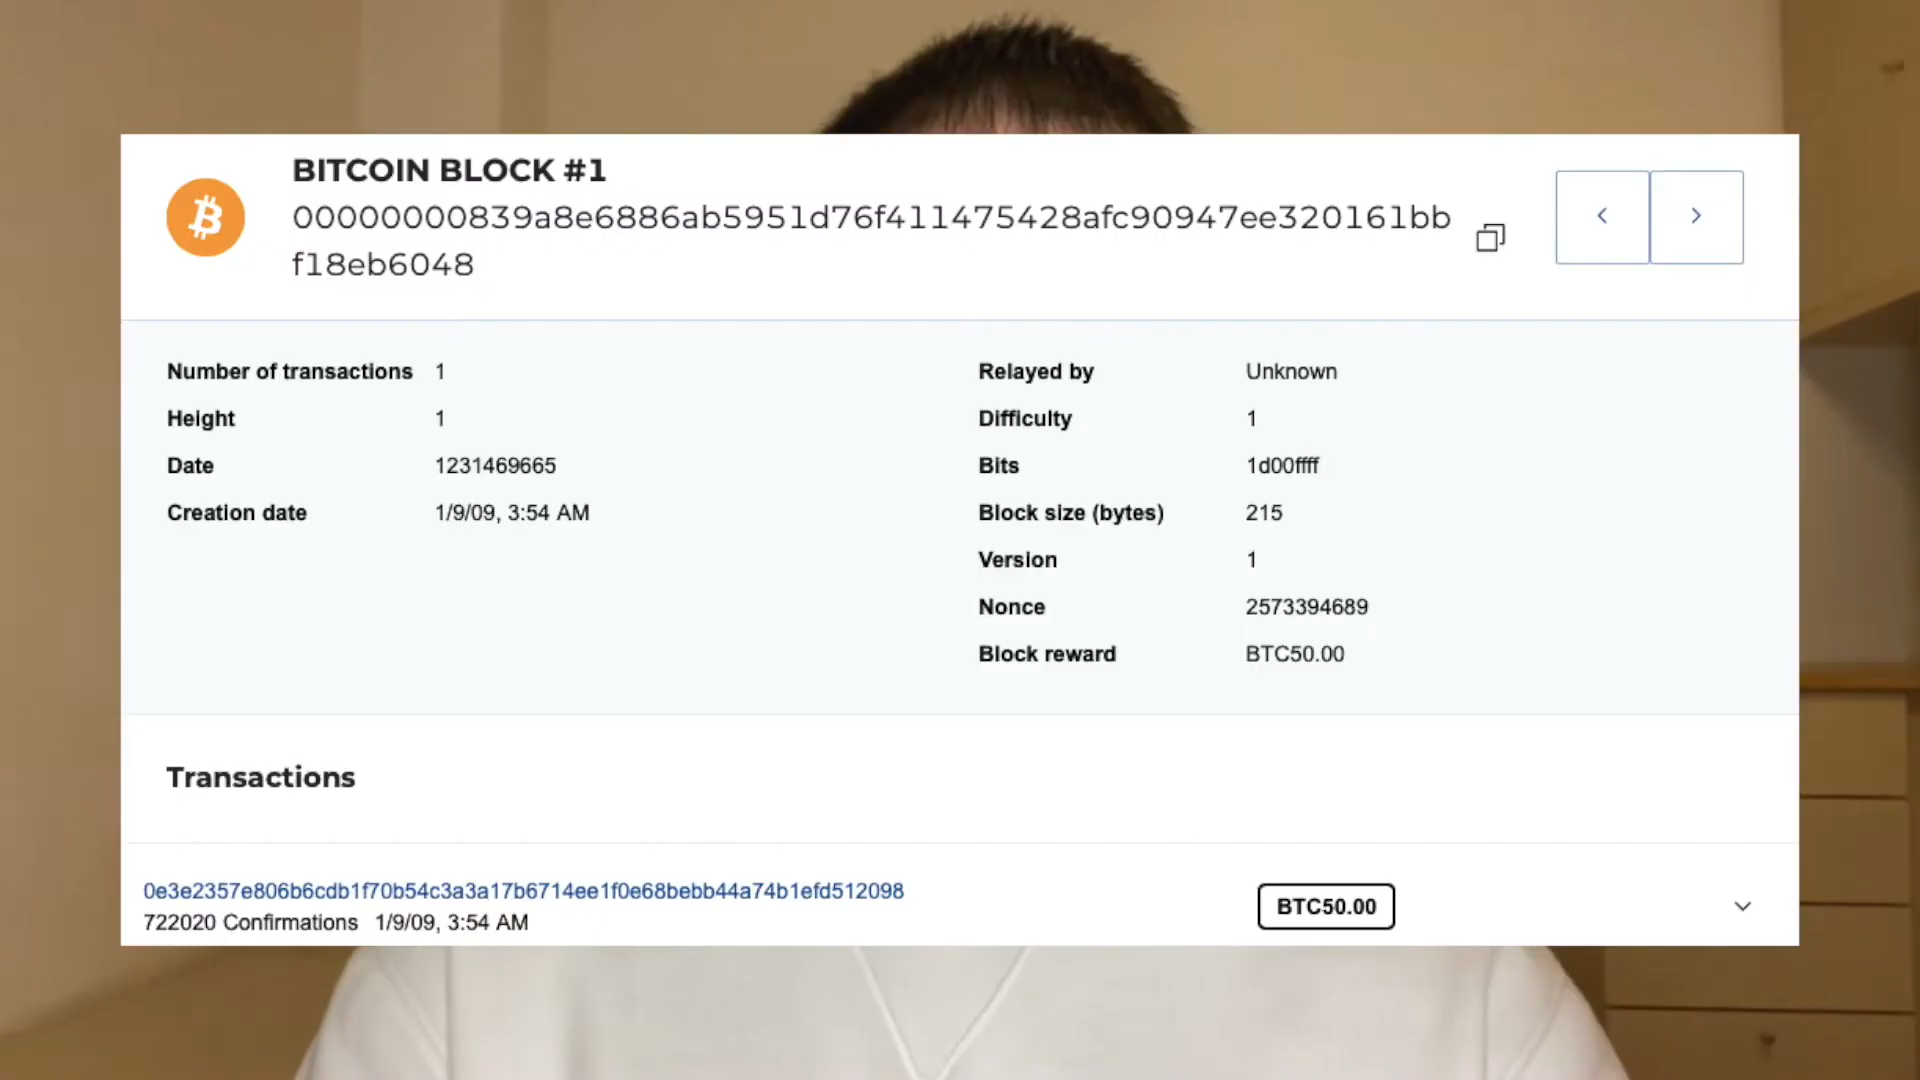 BITCOIN BLOCK #1
00000000839a8e6886ab5951d76f411475428afc90947ee320161bb
f18eb6048
Number of transactions 1
Height 1
Date 1231469665
Creation date 1/9/09, 3:54 AM
Relayed by Unknown
Difficulty 1
Bits 1d00ffff
Block size (bytes) 215
Version 1
Nonce 2573394689
Block reward BTC50.00
Transactions
0e3e2357e806b6cdb1f70b54c3a3a17b6714ee1f0e68bebb44a74b1efd512098
BTC50.00
722020 Confirmations 1/9/09, 3:54 AM